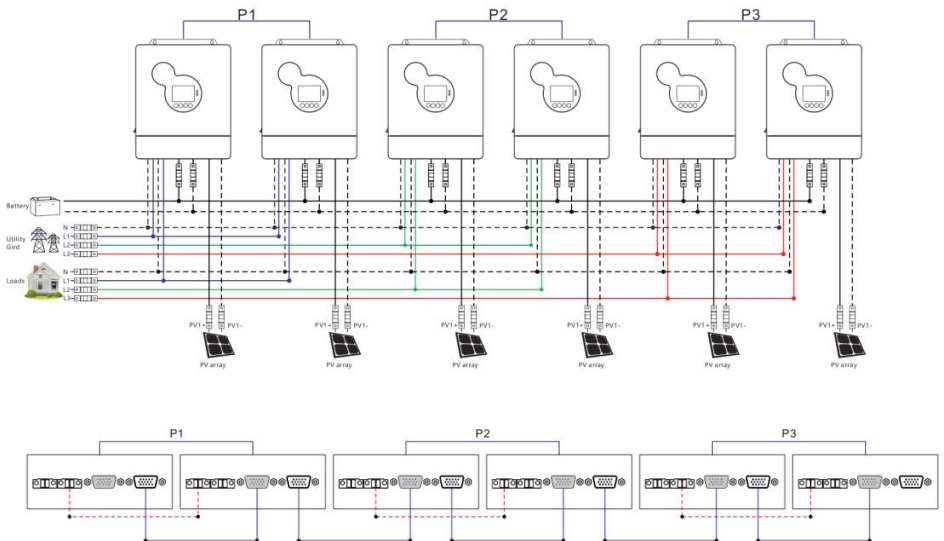 P1 P2 P3
Battery
N
Utility L1
Gird L2
L3
N
Loads L1
L2
L3
PV1+ PV1- PV1+ PV1- PV1+ PV1- PV1+ PV1- PV1+ PV1- PV1+ PV1-
PV array PV array PV array PV array PV array PV array
P1 P2 P3